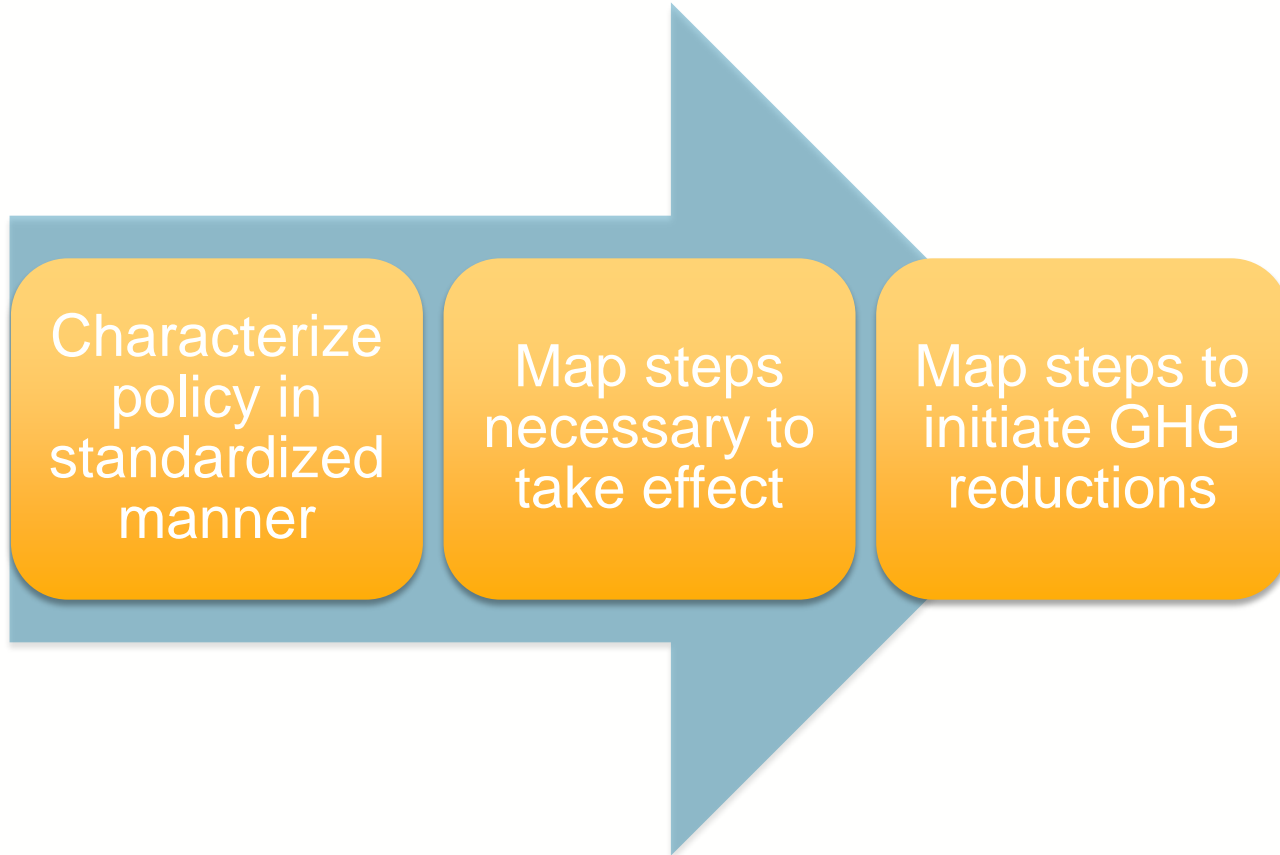 Characterize
policy in
standardized
manner
Map steps
necessary to
take effect
Map steps to
initiate GHG
reductions